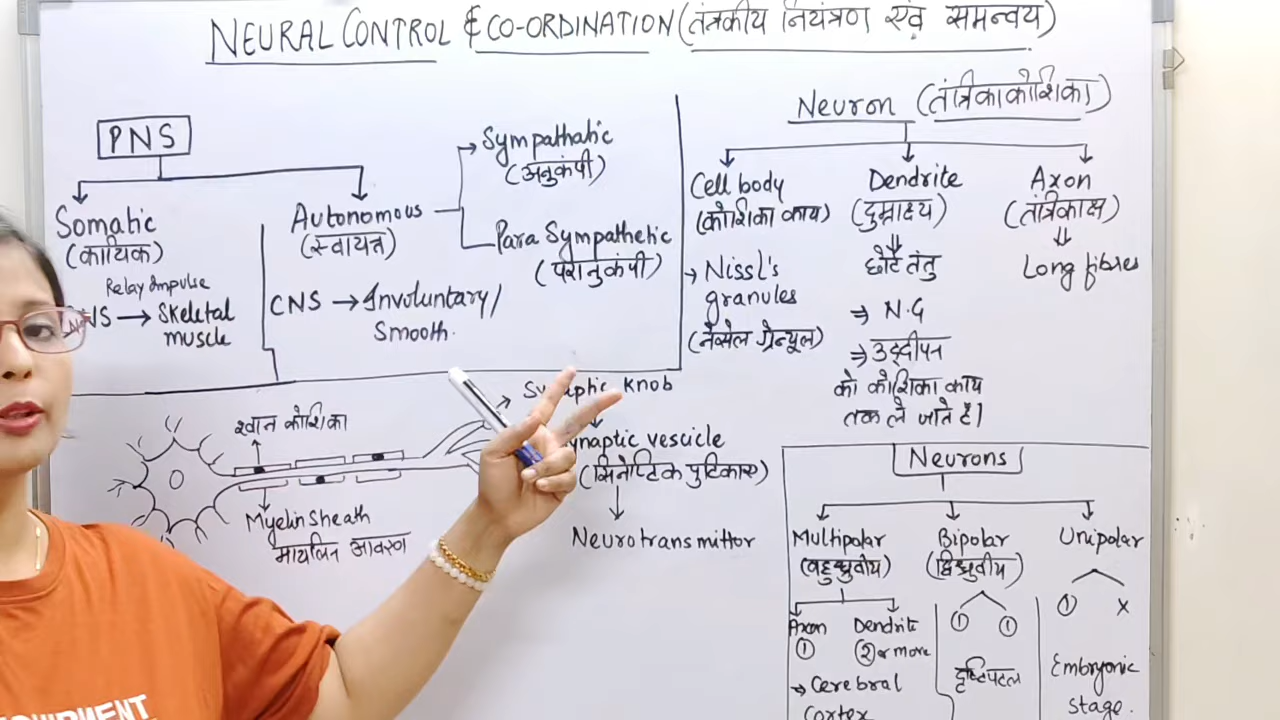 NEURAL CONTROL & CO-ORDINATION (तंत्रकीय नियंत्रण एवं समन्वय)
PNS
Somatic
(कायिक)
Relay Impulse
CNS → Skeletal
muscle
Autonomous
(स्वायत्त)
CNS → Involuntary/
Smooth.
Sympathatic
(अनुकंपी)
Para Sympathetic
(परानुकंपी)
Neuron (तंत्रिकाकोशिका)
Cell body
(कोशिका काय)
→ Nissl's
granules
(नैसेल ग्रेन्यूल)
Dendrite
(दुम्राक्ष्य)
छोटे तंतु
⇒ N.G
⇒ उद्दीपन
को कोशिका काय
तक ले जाते है।
Axon
(तंत्रिकाक्ष)
Long fibres
श्वान कोशिका
Myelin Sheath
मायलिन आवरण
Synaptic knob
Synaptic vescicle
(सिनेप्टिक पुटिकाए)
Neurotransmittor
Neurons
Multipolar
(बहुध्रुवीय)
Axon
①
Dendrite
② or more
→ Cerebral
Cortex
Bipolar
(द्विध्रुवीय)
① ①
दृष्टिपटल
Unipolar
① x
Embryonic
stage.